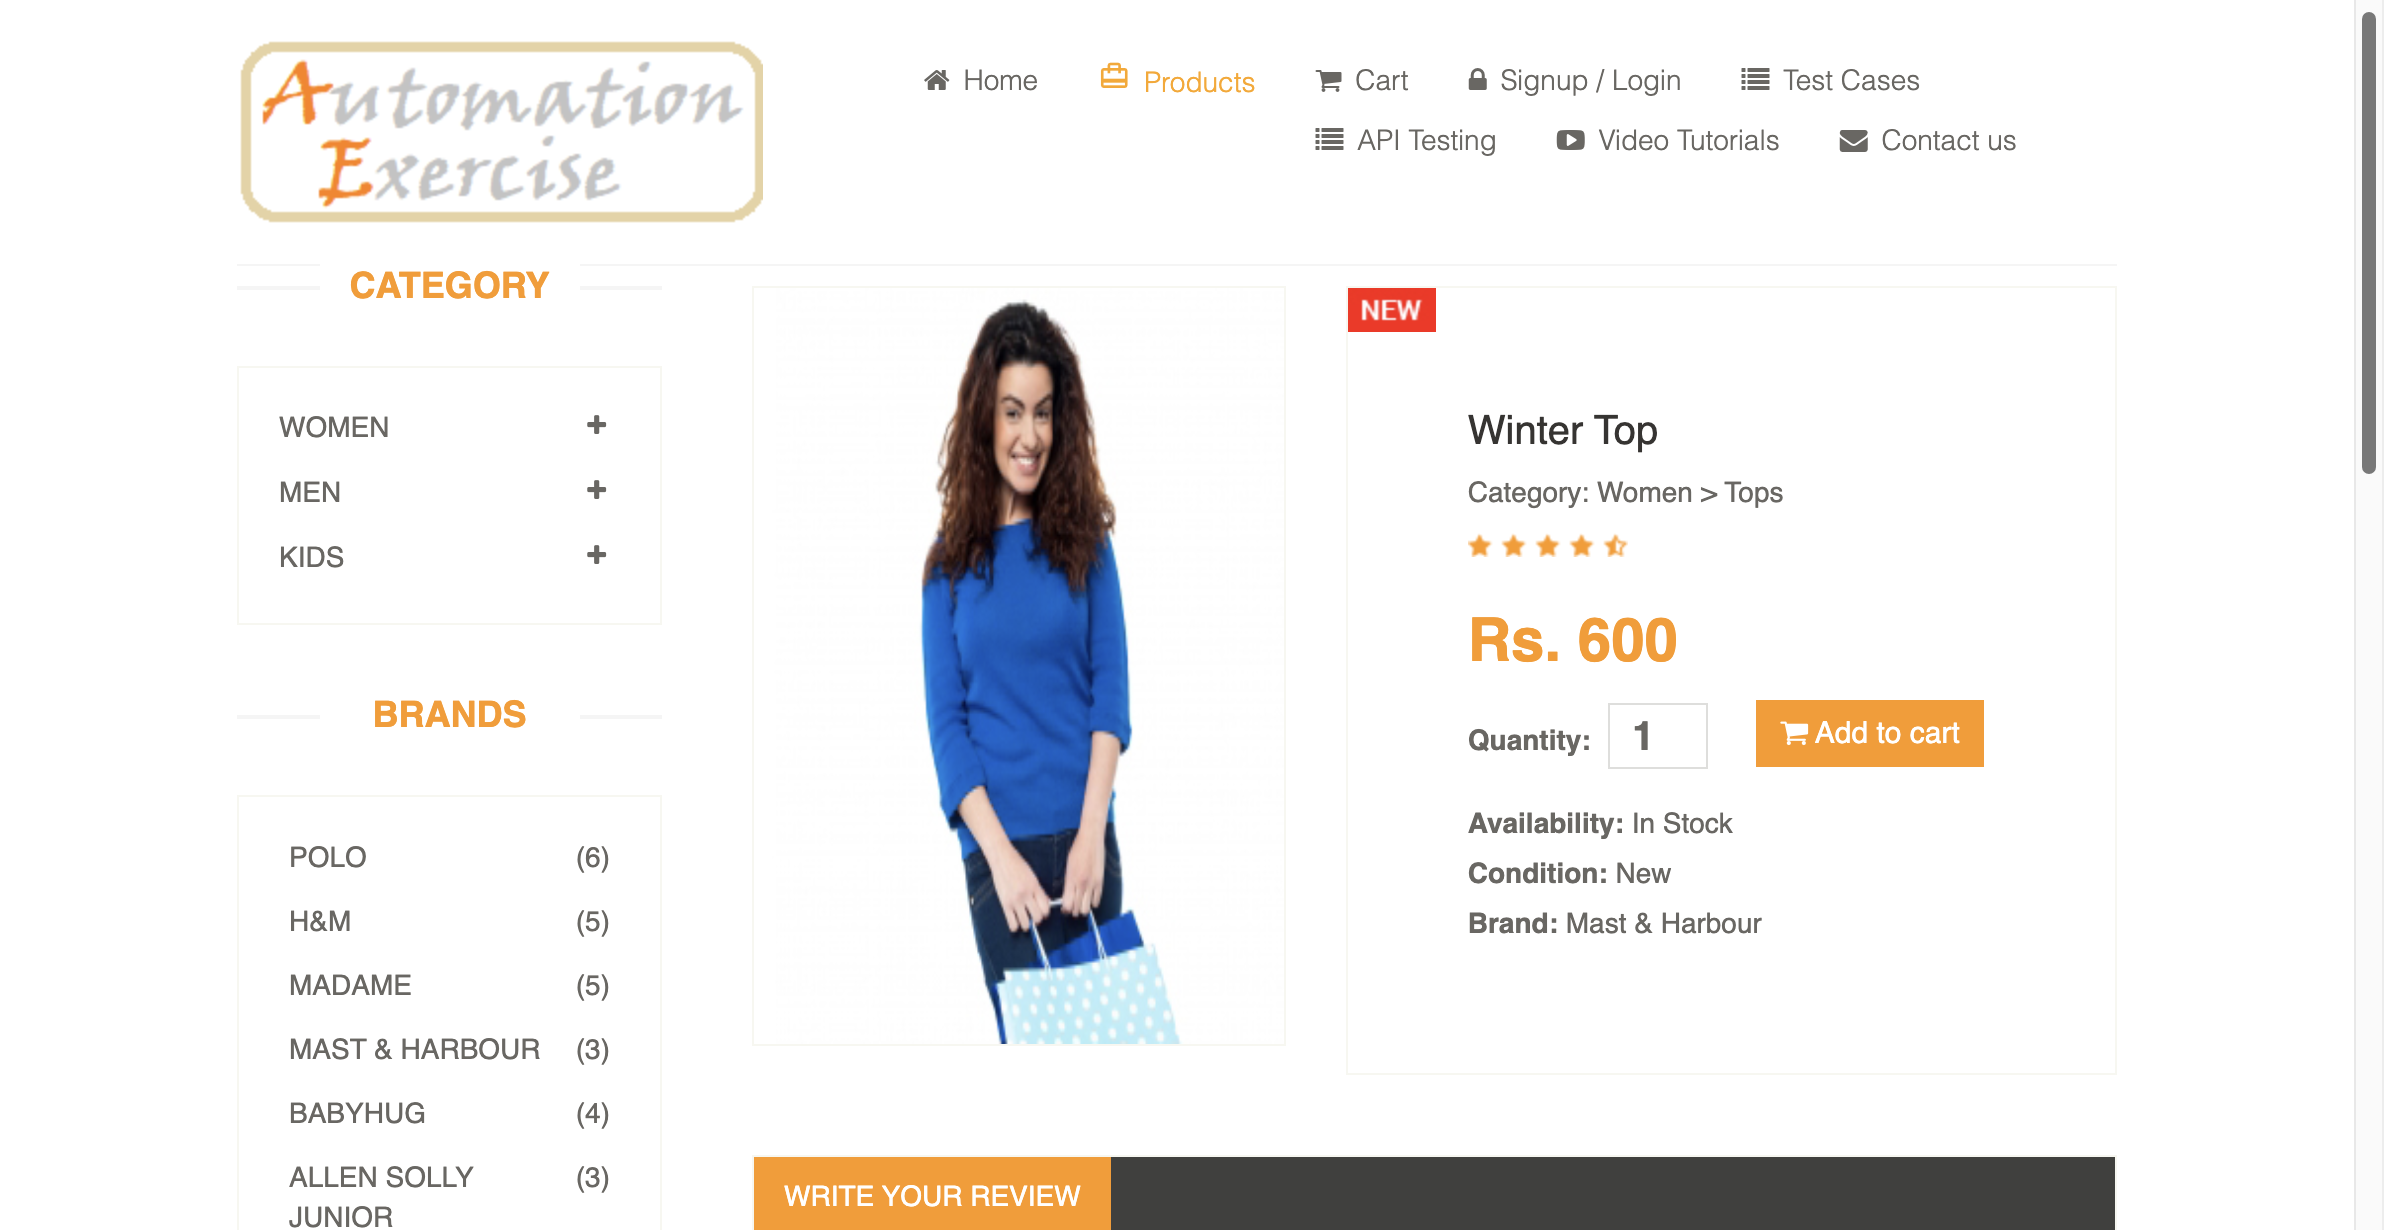 Automation
Exercise
Home
Products
Cart
Signup / Login
Test Cases
API Testing
Video Tutorials
Contact us
CATEGORY
WOMEN
MEN
KIDS
BRANDS
POLO (6)
H&M (5)
MADAME (5)
MAST & HARBOUR (3)
BABYHUG (4)
ALLEN SOLLY (3)
JUNIOR
NEW
Winter Top
Category: Women > Tops
Rs. 600
Quantity: 1 Add to cart
Availability: In Stock
Condition: New
Brand: Mast & Harbour
WRITE YOUR REVIEW